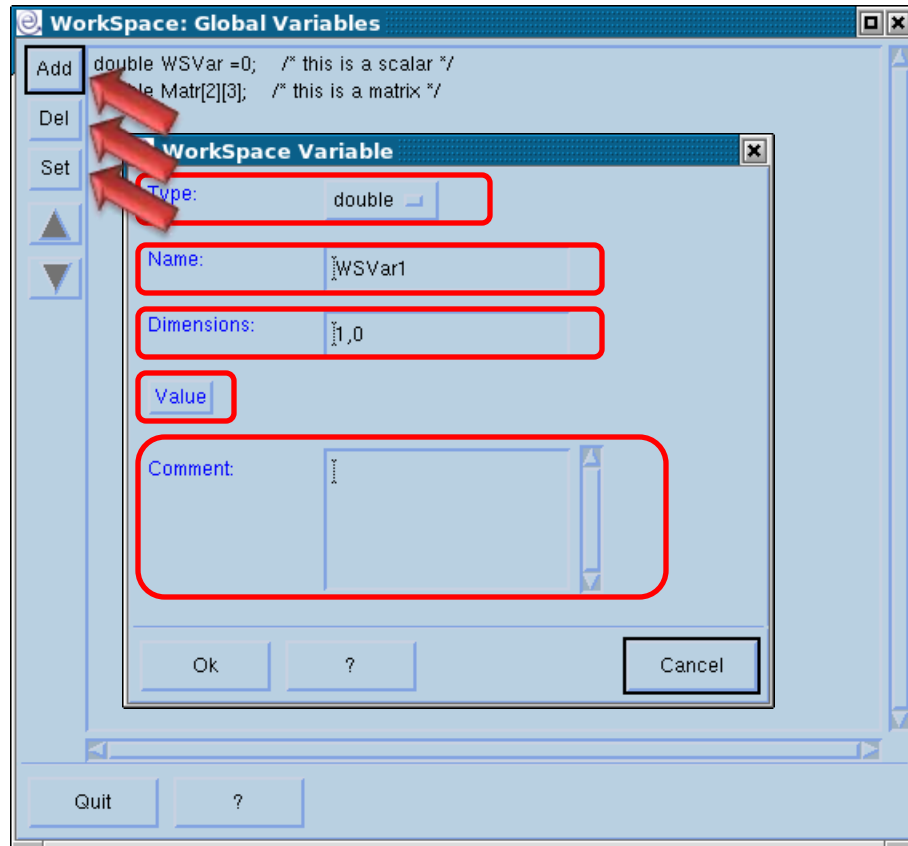 WorkSpace: Global Variables
Add
double WSVar =0; /* this is a scalar */
Matr[2][3]; /* this is a matrix */
Del
Set
WorkSpace Variable
Type:
double
Name:
WSVar1
Dimensions:
1,0
Value
Comment:
Ok
?
Cancel
Quit
?